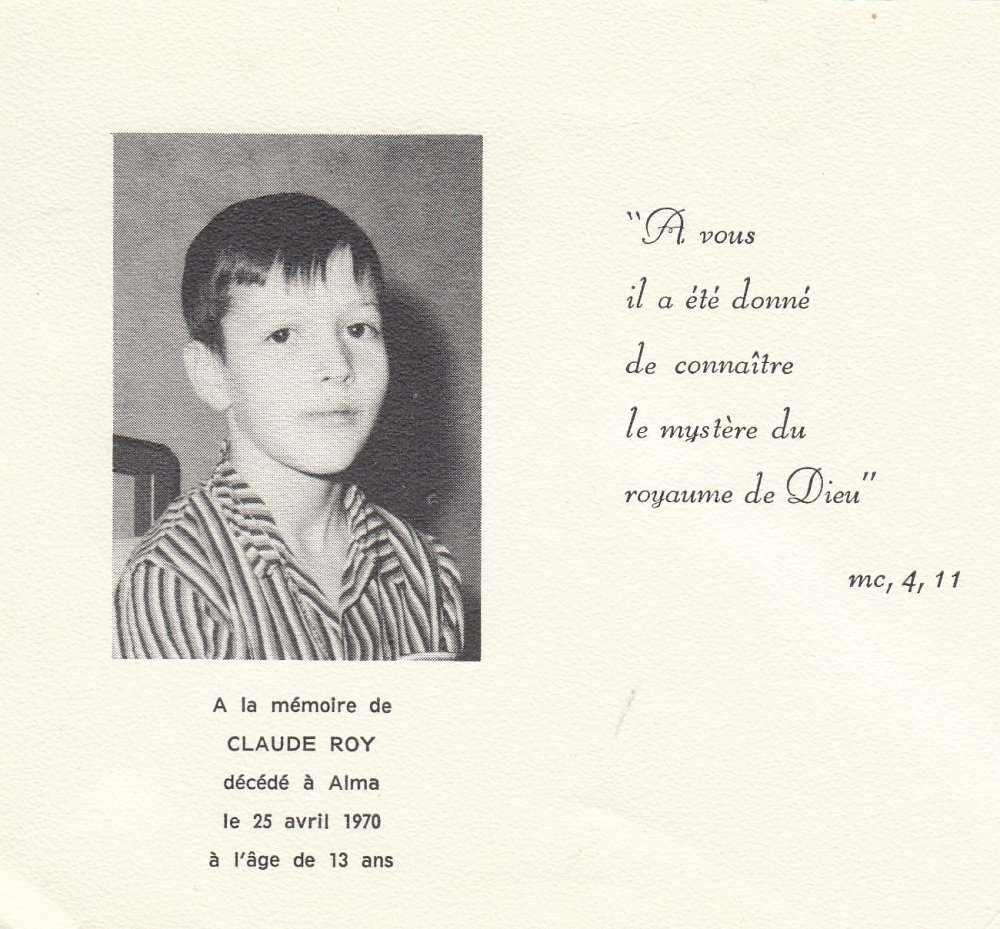 A la mémoire de
CLAUDE ROY
décédé à Alma
le 25 avril 1970
à l'âge de 13 ans
"A vous
il a été donné
de connaître
le mystère du
royaume de Dieu"
mc, 4, 11